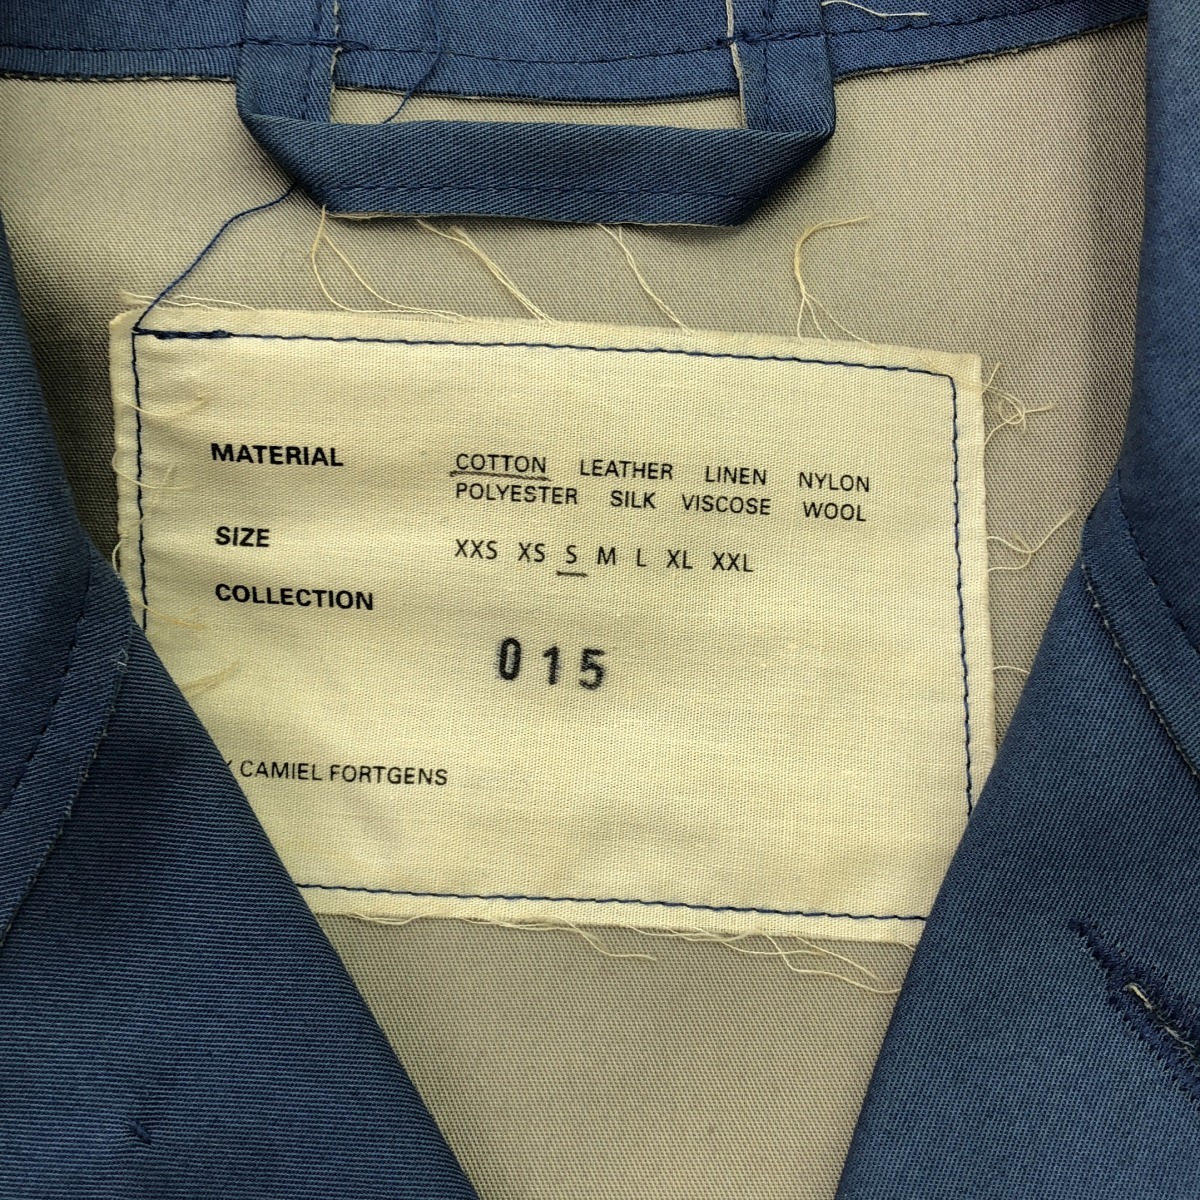 MATERIAL COTTON LEATHER LINEN NYLON
POLYESTER SILK VISCOSE WOOL
SIZE XXS XS S M L XL XXL
COLLECTION
015
CAMIEL FORTGENS